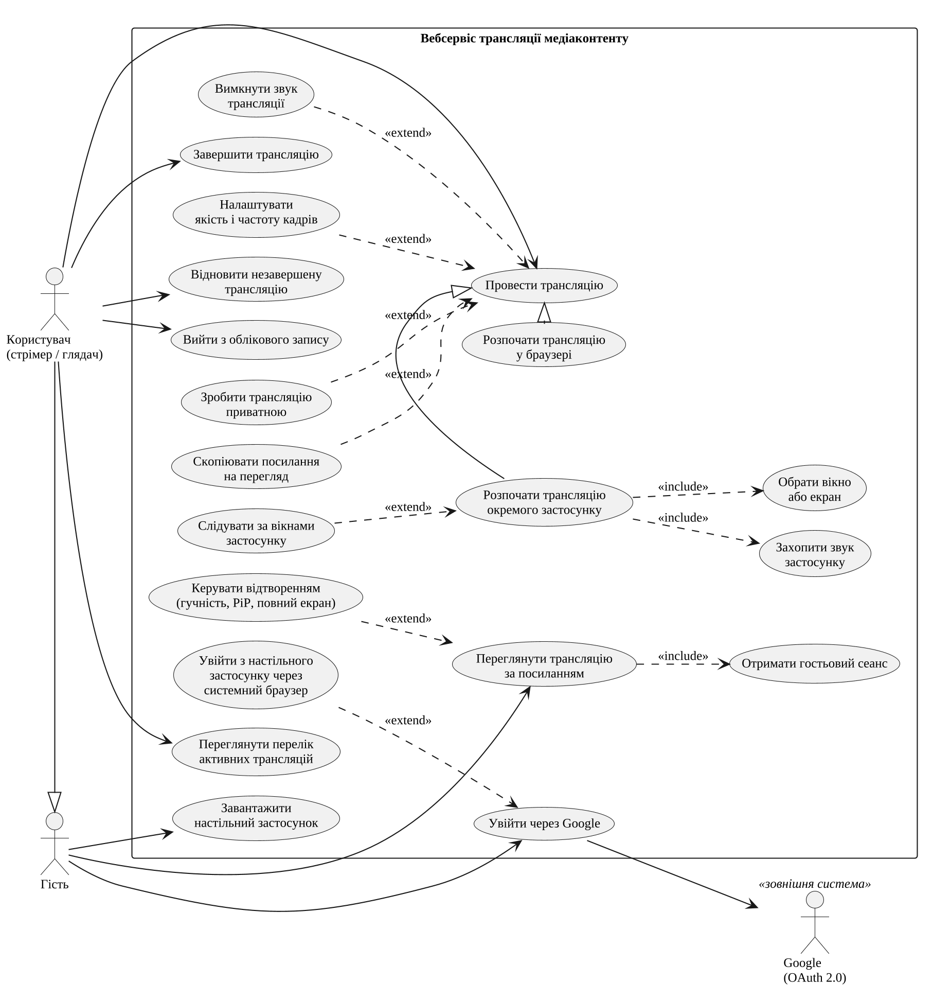 Вебсервіс трансляції медіаконтенту
Вимкнути звук
трансляції
«extend»
Завершити трансляцію
Налаштувати
якість і частоту кадрів
«extend»
Відновити незавершену
трансляцію
Провести трансляцію
«extend»
Вийти з облікового запису
Розпочати трансляцію
у браузері
Користувач
(стрімер / глядач)
«extend»
Зробити трансляцію
приватною
Скопіювати посилання
на перегляд
Розпочати трансляцію
окремого застосунку
«include»
Обрати вікно
або екран
«extend»
«include»
Слідувати за вікнами
застосунку
Захопити звук
застосунку
Керувати відтворенням
(гучність, PiP, повний екран)
«extend»
Увійти з настільного
застосунку через
системний браузер
Переглянути трансляцію
за посиланням
«include»
Отримати гостьовий сеанс
«extend»
Переглянути перелік
активних трансляцій
Завантажити
настільний застосунок
Увійти через Google
Гість
«зовнішня система»
Google
(OAuth 2.0)